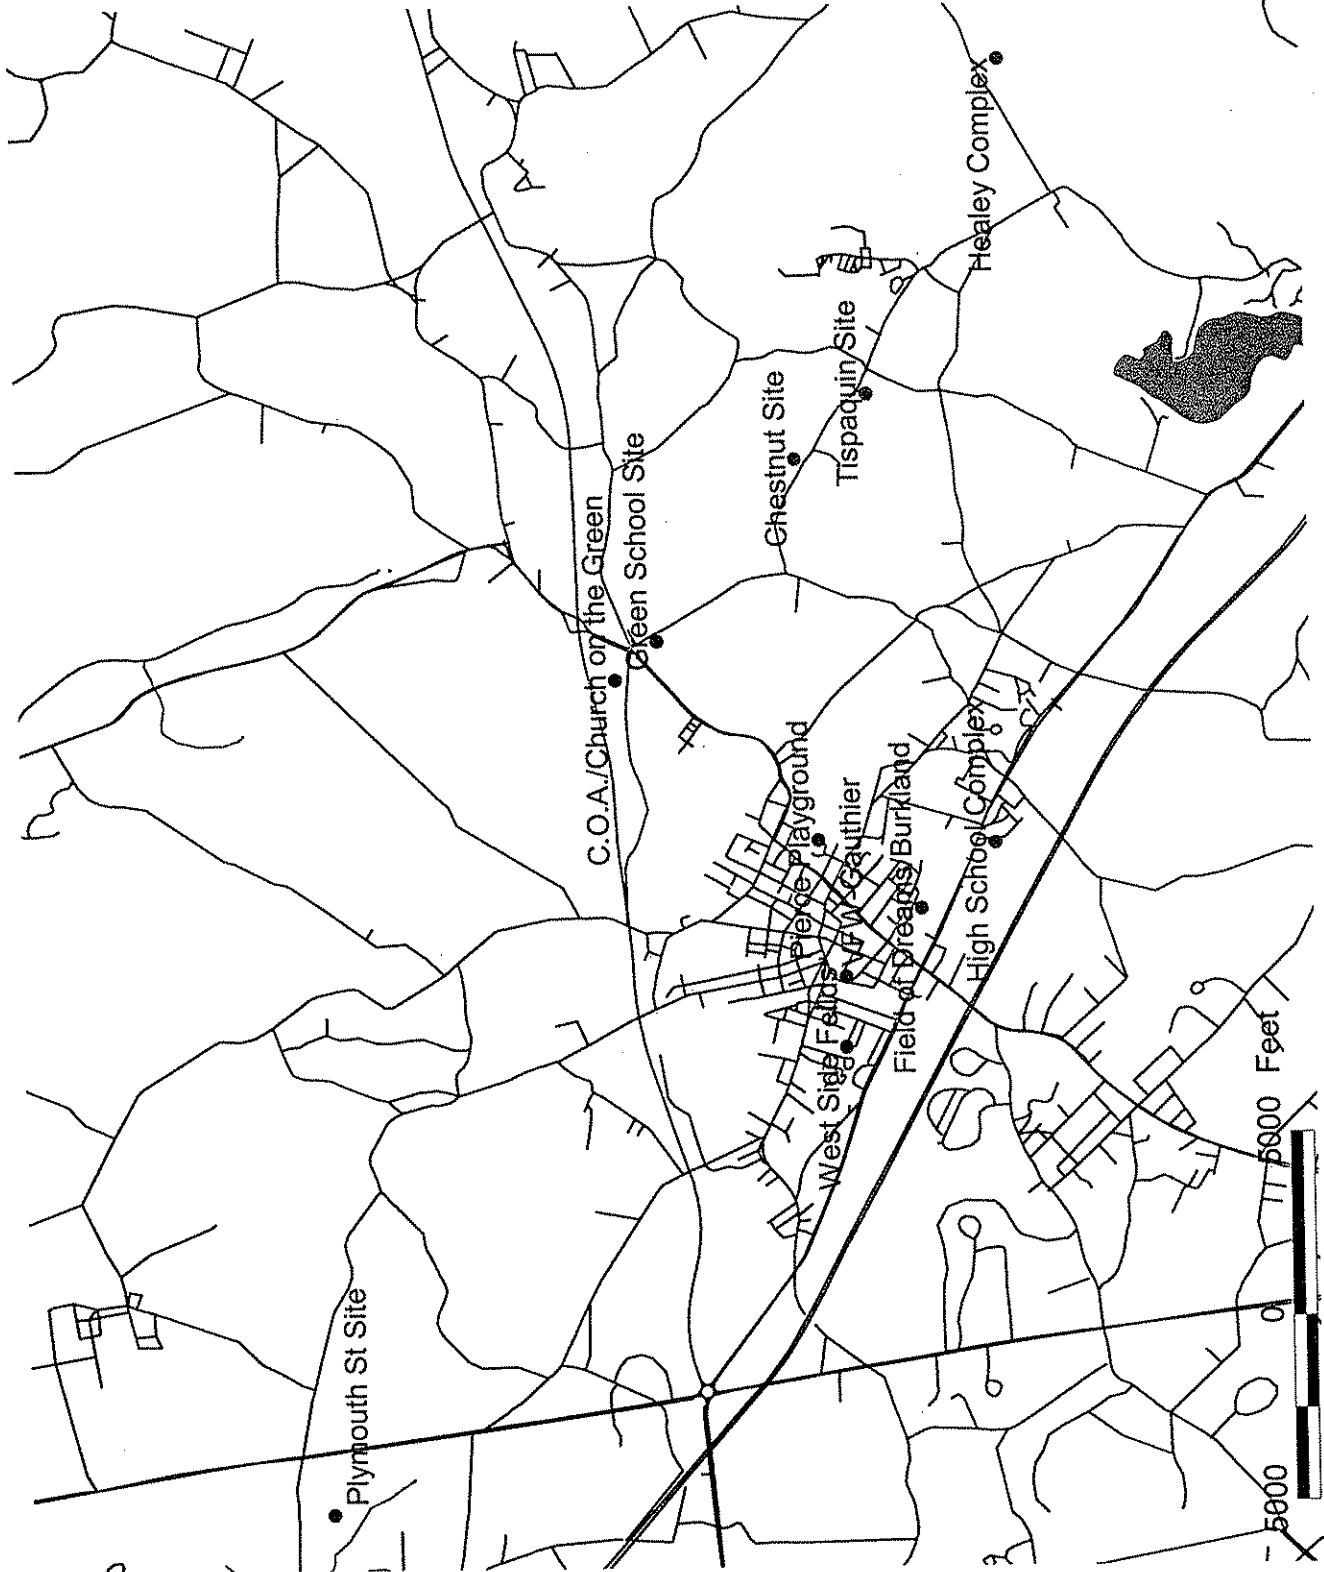 Healey Complex
Tispaquin Site
Chestnut Site
C.O.A./Church on the Green
Green School Site
Pierce Playground
VFW -Gauthier
Field of Dreams/Burkland
High School Complex
West Side Feilds
Plymouth St Site
5000 0 5000 Feet